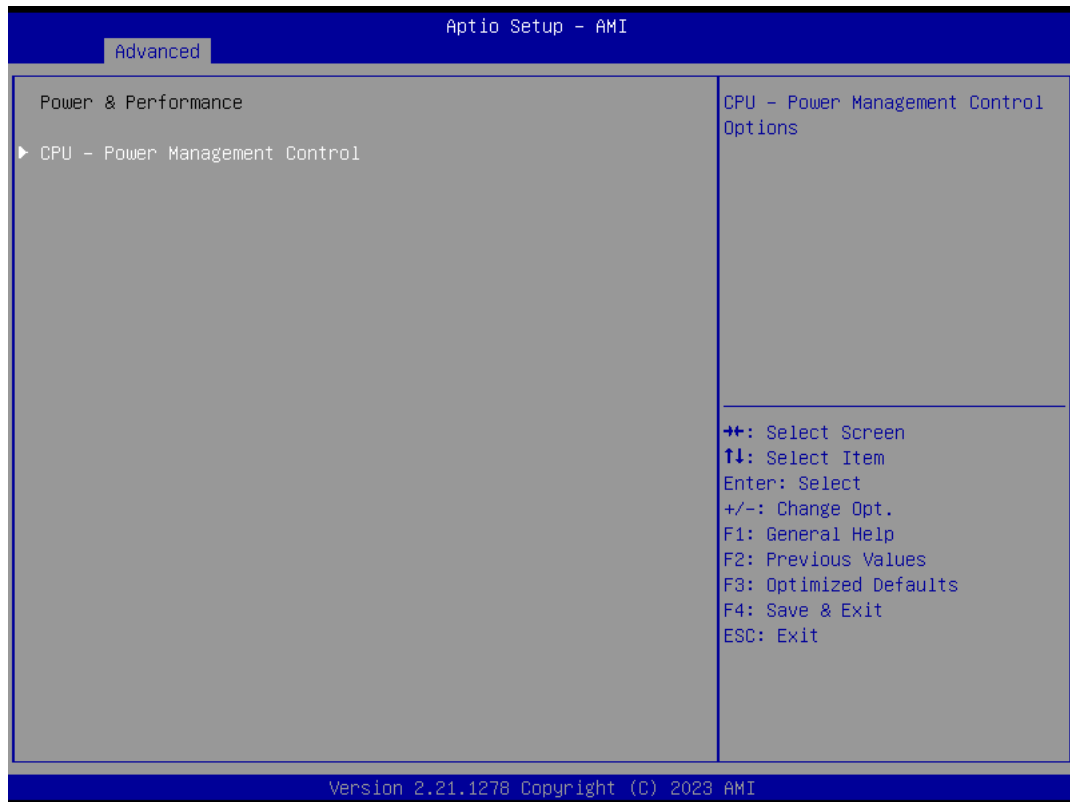 Aptio Setup – AMI
Advanced
Power & Performance
▶ CPU – Power Management Control
CPU – Power Management Control
Options
→←: Select Screen
↑↓: Select Item
Enter: Select
+/-: Change Opt.
F1: General Help
F2: Previous Values
F3: Optimized Defaults
F4: Save & Exit
ESC: Exit
Version 2.21.1278 Copyright (C) 2023 AMI